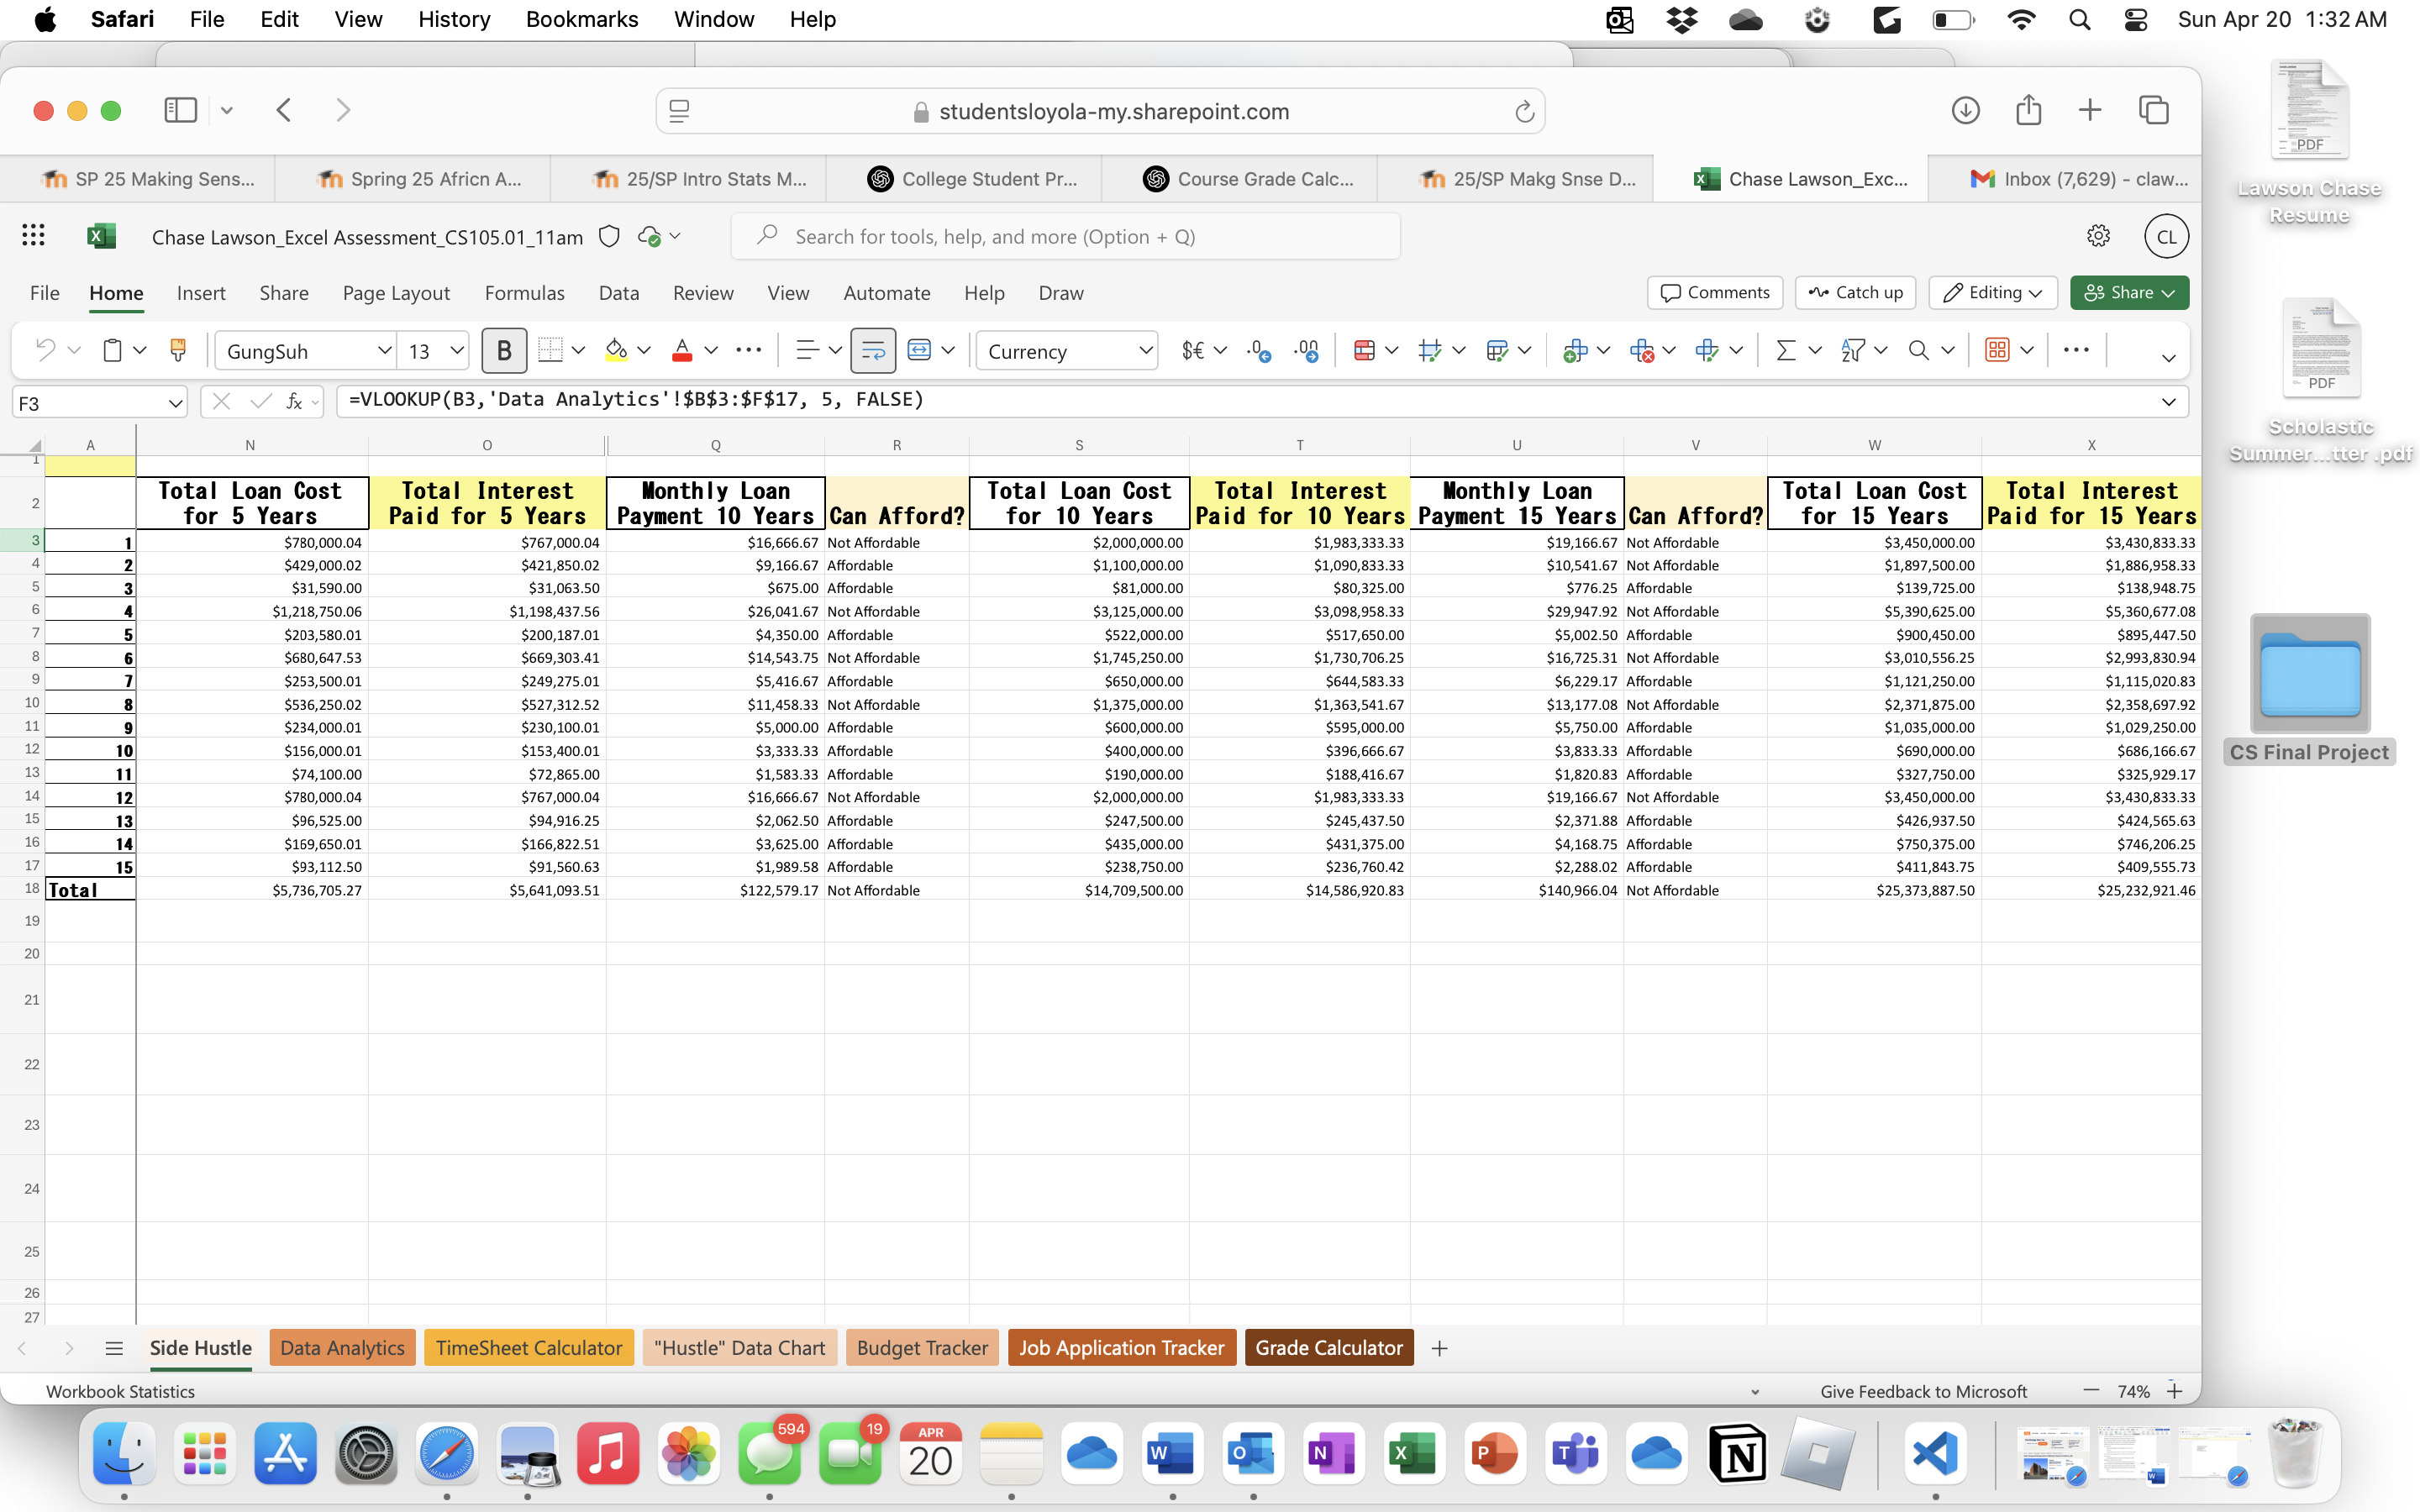 Safari File Edit View History Bookmarks Window Help Sun Apr 20 1:32 AM
studentsloyola-my.sharepoint.com
SP 25 Making Sens... Spring 25 Africn A... 25/SP Intro Stats M... College Student Pr... Course Grade Calc... 25/SP Makg Snse D... Chase Lawson_Exc... Inbox (7,629) - claw...
Chase Lawson_Excel Assessment_CS105.01_11am Search for tools, help, and more (Option + Q) CL
File Home Insert Share Page Layout Formulas Data Review View Automate Help Draw Comments Catch up Editing Share
GungSuh 13 B Currency
F3 fx =VLOOKUP(B3,'Data Analytics'!$B$3:$F$17, 5, FALSE)
A N O Q R S T U V W X
1
2 Total Loan Cost for 5 Years Total Interest Paid for 5 Years Monthly Loan Payment 10 Years Can Afford? Total Loan Cost for 10 Years Total Interest Paid for 10 Years Monthly Loan Payment 15 Years Can Afford? Total Loan Cost for 15 Years Total Interest Paid for 15 Years
3 1 $780,000.04 $767,000.04 $16,666.67 Not Affordable $2,000,000.00 $1,983,333.33 $19,166.67 Not Affordable $3,450,000.00 $3,430,833.33
4 2 $429,000.02 $421,850.02 $9,166.67 Affordable $1,100,000.00 $1,090,833.33 $10,541.67 Not Affordable $1,897,500.00 $1,886,958.33
5 3 $31,590.00 $31,063.50 $675.00 Affordable $81,000.00 $80,325.00 $776.25 Affordable $139,725.00 $138,948.75
6 4 $1,218,750.06 $1,198,437.56 $26,041.67 Not Affordable $3,125,000.00 $3,098,958.33 $29,947.92 Not Affordable $5,390,625.00 $5,360,677.08
7 5 $203,580.01 $200,187.01 $4,350.00 Affordable $522,000.00 $517,650.00 $5,002.50 Affordable $900,450.00 $895,447.50
8 6 $680,647.53 $669,303.41 $14,543.75 Not Affordable $1,745,250.00 $1,730,706.25 $16,725.31 Not Affordable $3,010,556.25 $2,993,830.94
9 7 $253,500.01 $249,275.01 $5,416.67 Affordable $650,000.00 $644,583.33 $6,229.17 Affordable $1,121,250.00 $1,115,020.83
10 8 $536,250.02 $527,312.52 $11,458.33 Not Affordable $1,375,000.00 $1,363,541.67 $13,177.08 Not Affordable $2,371,875.00 $2,358,697.92
11 9 $234,000.01 $230,100.01 $5,000.00 Affordable $600,000.00 $595,000.00 $5,750.00 Affordable $1,035,000.00 $1,029,250.00
12 10 $156,000.01 $153,400.01 $3,333.33 Affordable $400,000.00 $396,666.67 $3,833.33 Affordable $690,000.00 $686,166.67
13 11 $74,100.00 $72,865.00 $1,583.33 Affordable $190,000.00 $188,416.67 $1,820.83 Affordable $327,750.00 $325,929.17
14 12 $780,000.04 $767,000.04 $16,666.67 Not Affordable $2,000,000.00 $1,983,333.33 $19,166.67 Not Affordable $3,450,000.00 $3,430,833.33
15 13 $96,525.00 $94,916.25 $2,062.50 Affordable $247,500.00 $245,437.50 $2,371.88 Affordable $426,937.50 $424,565.63
16 14 $169,650.01 $166,822.51 $3,625.00 Affordable $435,000.00 $431,375.00 $4,168.75 Affordable $750,375.00 $746,206.25
17 15 $93,112.50 $91,560.63 $1,989.58 Affordable $238,750.00 $236,760.42 $2,288.02 Affordable $411,843.75 $409,555.73
18 Total $5,736,705.27 $5,641,093.51 $122,579.17 Not Affordable $14,709,500.00 $14,586,920.83 $140,966.04 Not Affordable $25,373,887.50 $25,232,921.46
19
20
21
22
23
24
25
26
27
Side Hustle Data Analytics TimeSheet Calculator "Hustle" Data Chart Budget Tracker Job Application Tracker Grade Calculator
Workbook Statistics Give Feedback to Microsoft 74%
PDF
Lawson Chase
Resume
PDF
Scholastic
Summer...tter .pdf
CS Final Project
594 19 APR 20